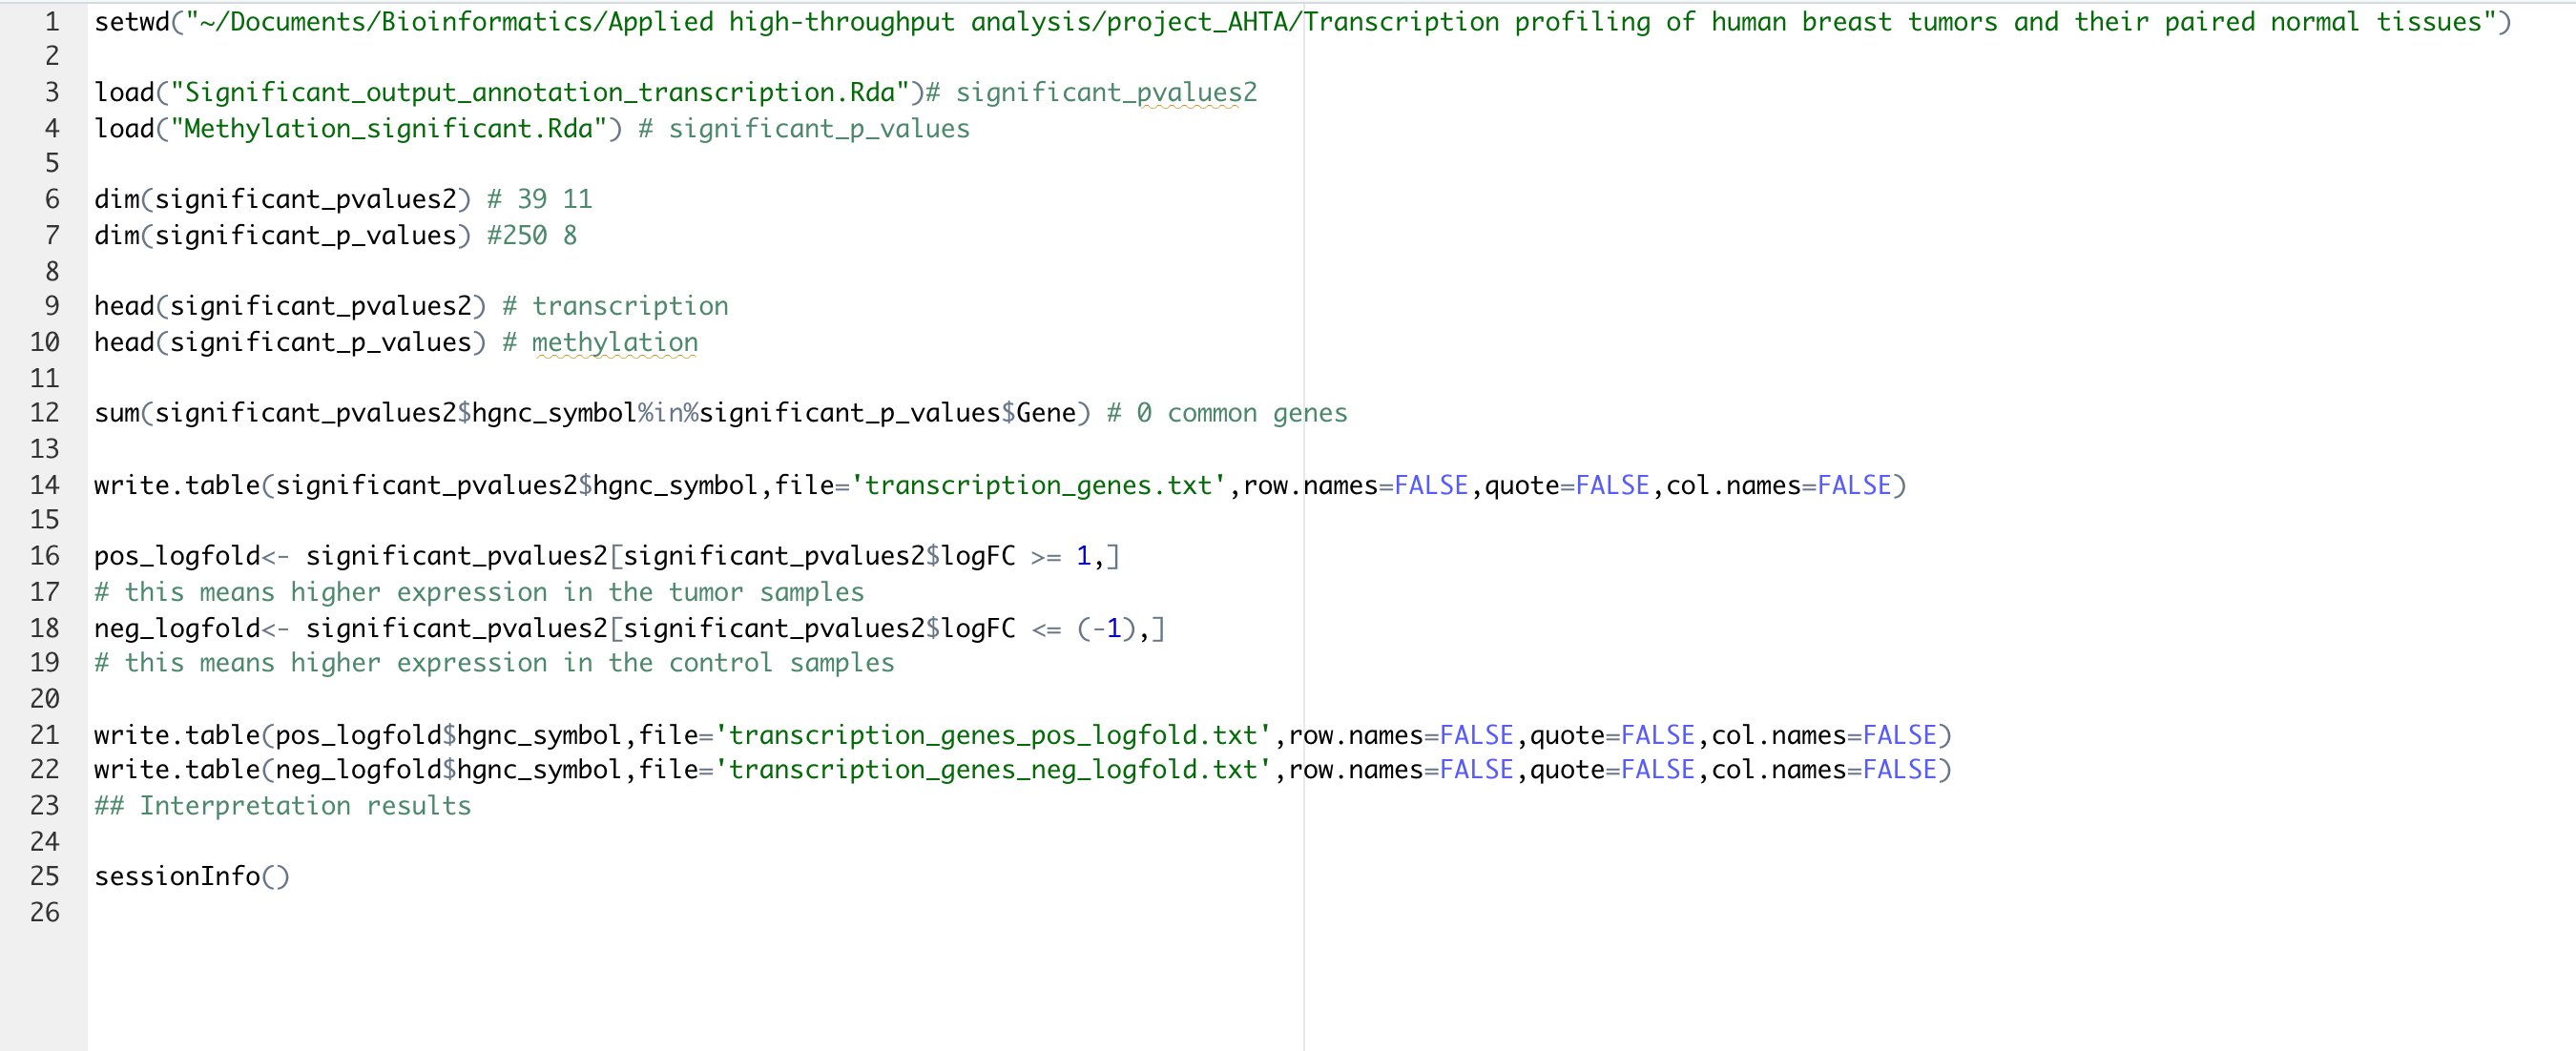 1 setwd("~/Documents/Bioinformatics/Applied high-throughput analysis/project_AHTA/Transcription profiling of human breast tumors and their paired normal tissues")
2
3 load("Significant_output_annotation_transcription.Rda")# significant_pvalues2
4 load("Methylation_significant.Rda") # significant_p_values
5
6 dim(significant_pvalues2) # 39 11
7 dim(significant_p_values) #250 8
8
9 head(significant_pvalues2) # transcription
10 head(significant_p_values) # methylation
11
12 sum(significant_pvalues2$hgnc_symbol%in%significant_p_values$Gene) # 0 common genes
13
14 write.table(significant_pvalues2$hgnc_symbol,file='transcription_genes.txt',row.names=FALSE,quote=FALSE,col.names=FALSE)
15
16 pos_logfold<- significant_pvalues2[significant_pvalues2$logFC >= 1,]
17 # this means higher expression in the tumor samples
18 neg_logfold<- significant_pvalues2[significant_pvalues2$logFC <= (-1),]
19 # this means higher expression in the control samples
20
21 write.table(pos_logfold$hgnc_symbol,file='transcription_genes_pos_logfold.txt',row.names=FALSE,quote=FALSE,col.names=FALSE)
22 write.table(neg_logfold$hgnc_symbol,file='transcription_genes_neg_logfold.txt',row.names=FALSE,quote=FALSE,col.names=FALSE)
23 ## Interpretation results
24
25 sessionInfo()
26